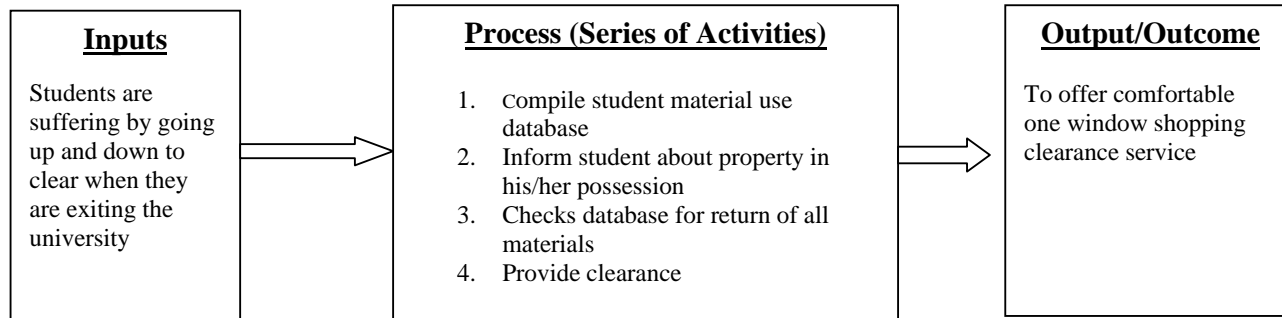 Inputs
Students are
suffering by going
up and down to
clear when they
are exiting the
university
Process (Series of Activities)
1. Compile student material use
database
2. Inform student about property in
his/her possession
3. Checks database for return of all
materials
4. Provide clearance
Output/Outcome
To offer comfortable
one window shopping
clearance service